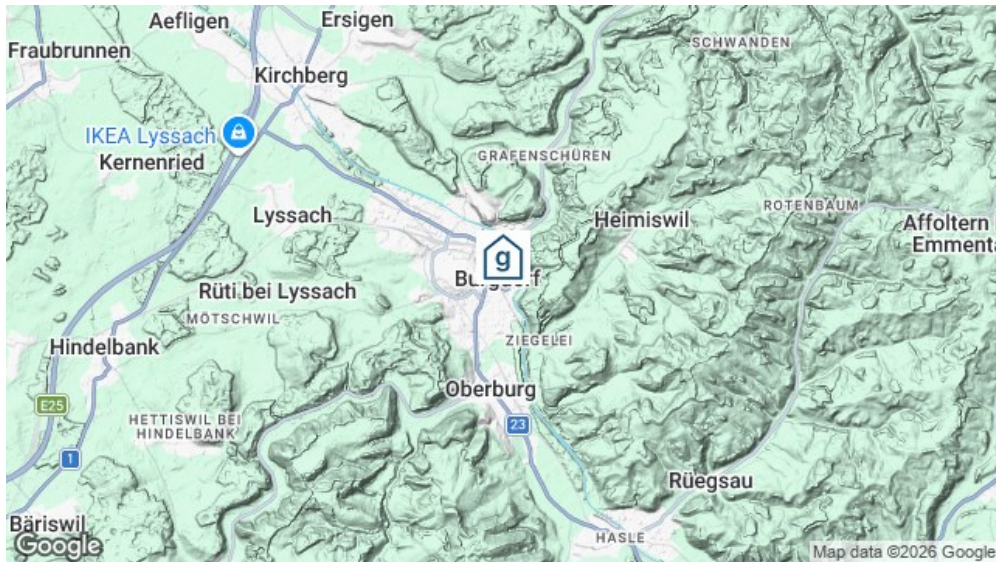 Aefligen
Ersigen
Fraubrunnen
SCHWANDEN
Kirchberg
IKEA Lyssach
Kernenried
GRAFENSCHÜREN
ROTENBAUM
Lyssach
Heimiswil
Affoltern
Emmenta
g
Burgdorf
Rüti bei Lyssach
MÖTSCHWIL
ZIEGELEI
Hindelbank
Oberburg
E25
HETTISWIL BEI
HINDELBANK
23
1
Rüegsau
Bäriswil
HASLE
Google
Map data ©2026 Google